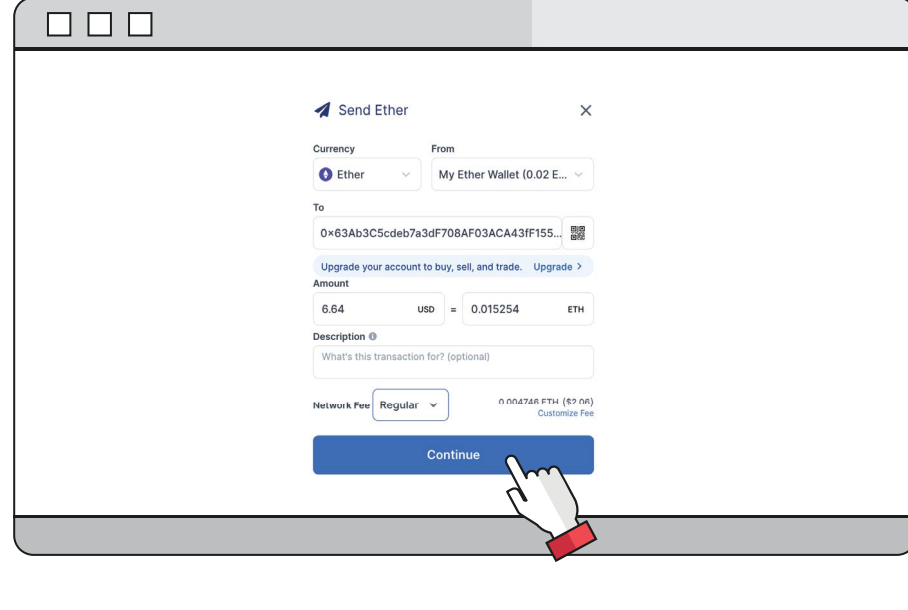 Send Ether
Currency From
Ether My Ether Wallet (0.02 E...
To
0×63Ab3C5cdeb7a3dF708AF03ACA43fF155...
Upgrade your account to buy, sell, and trade. Upgrade >
Amount
6.64 USD = 0.015254 ETH
Description
What's this transaction for? (optional)
Network Fee Regular 0.004746 ETH ($2.06)
Customize Fee
Continue